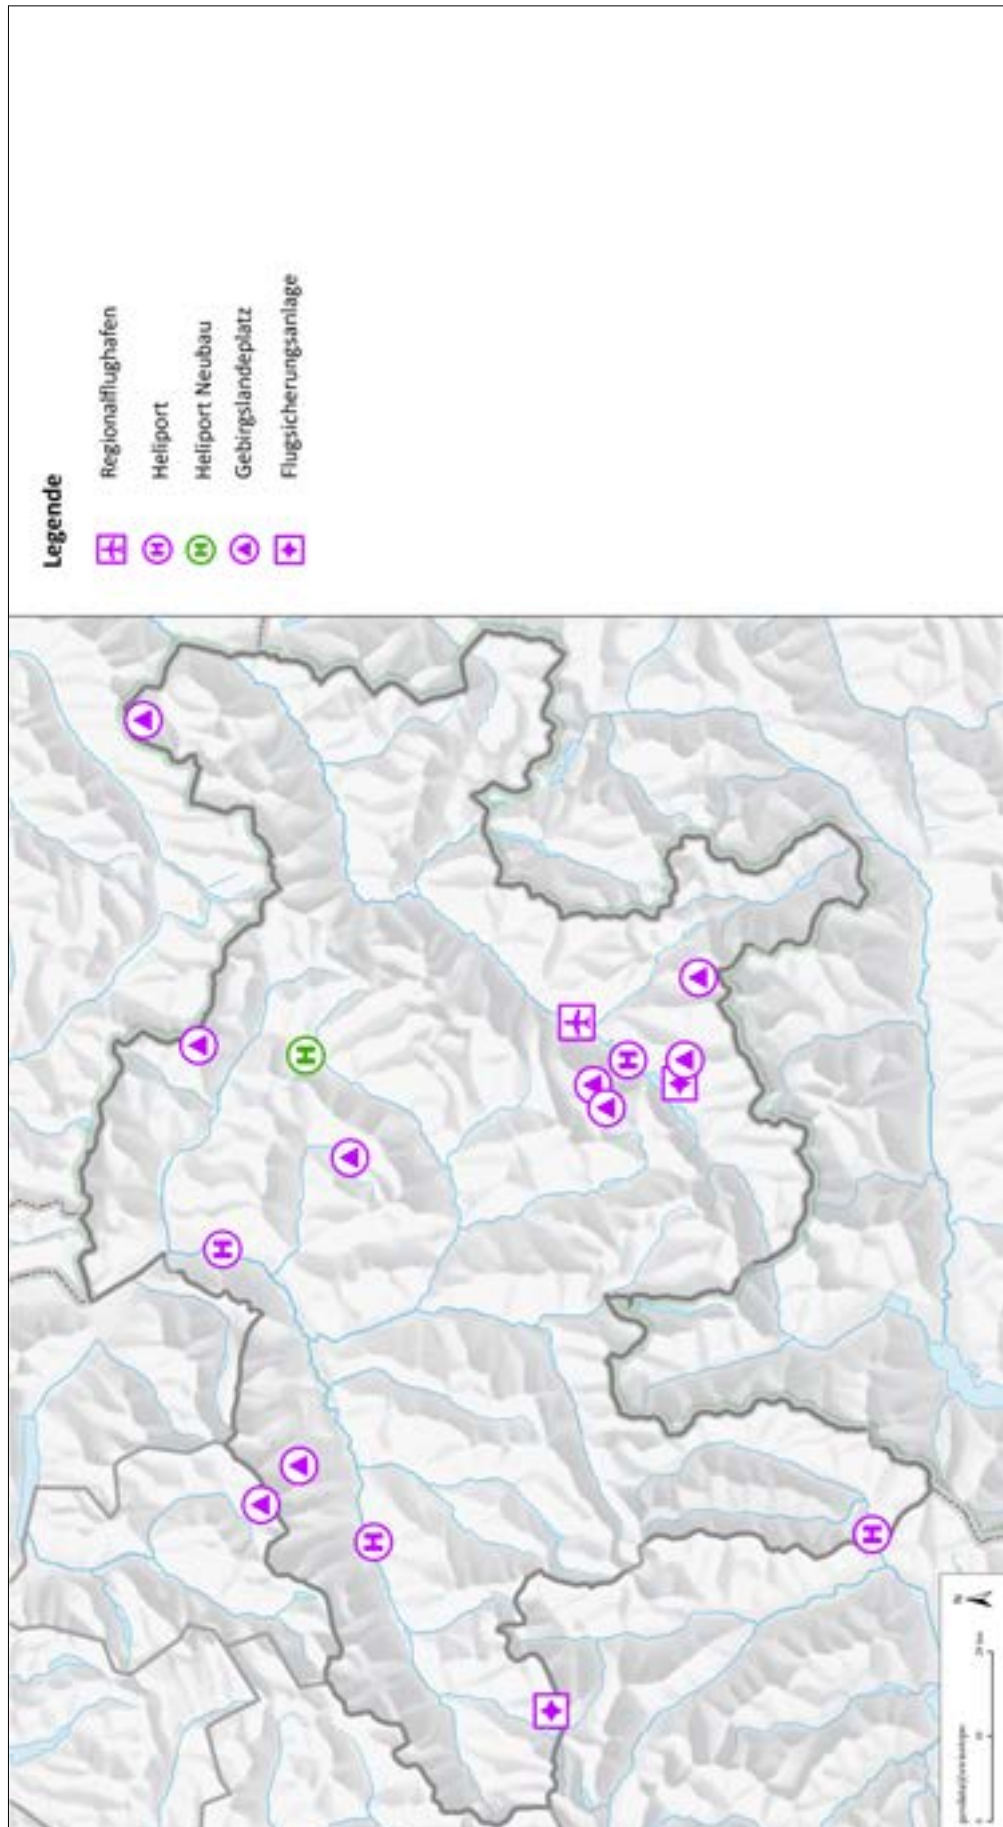 Legende
Regionalflughafen
Heliport
Heliport Neubau
Gebirgslandeplatz
Flugsicherungsanlage
N